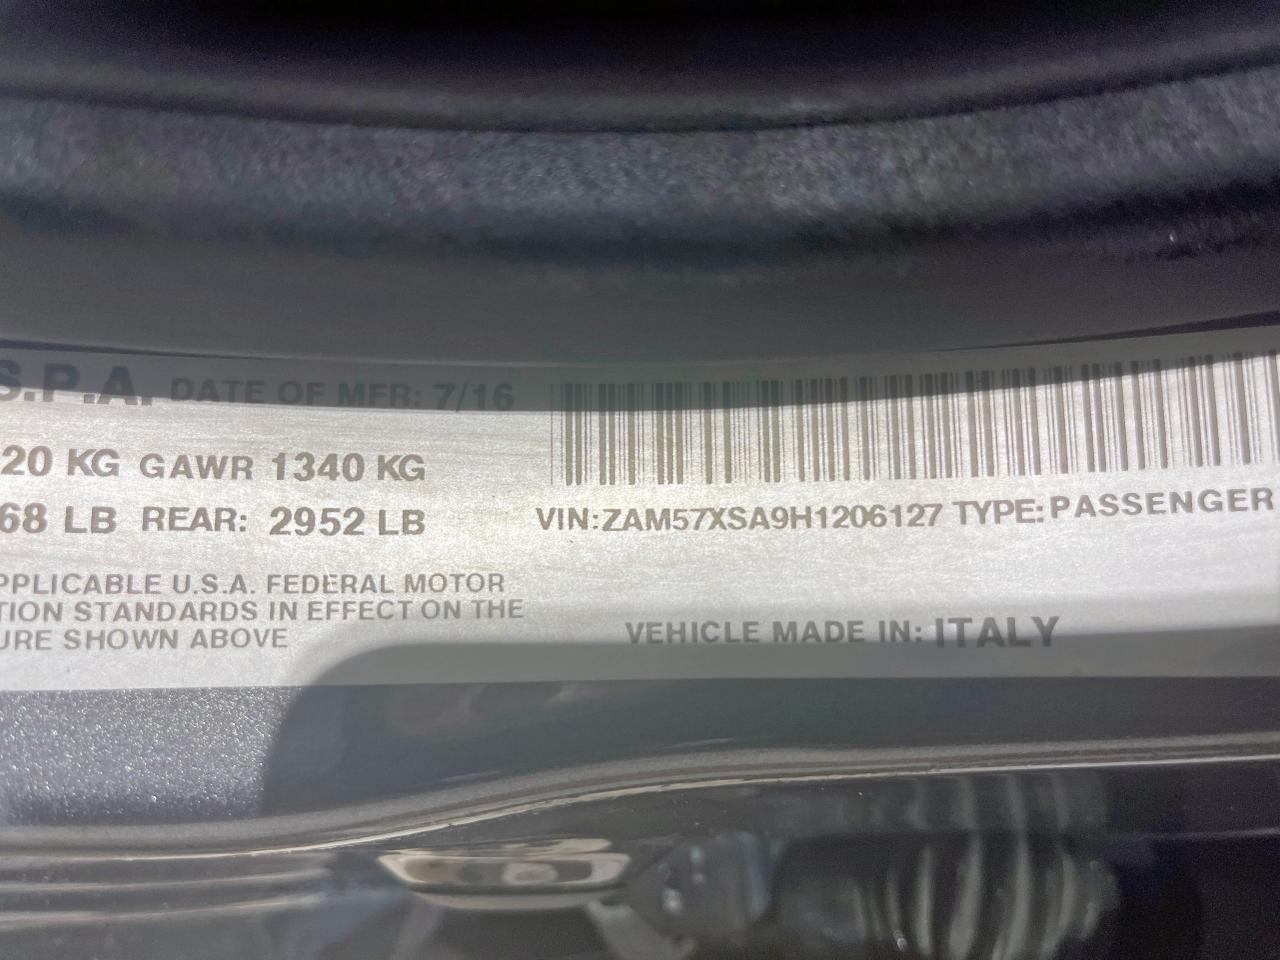 S.P.A. DATE OF MFR: 7/16
20 KG GAWR 1340 KG
68 LB REAR: 2952 LB
VIN:ZAM57XSA9H1206127 TYPE:PASSENGER
PPLICABLE U.S.A. FEDERAL MOTOR
TION STANDARDS IN EFFECT ON THE
URE SHOWN ABOVE
VEHICLE MADE IN: ITALY